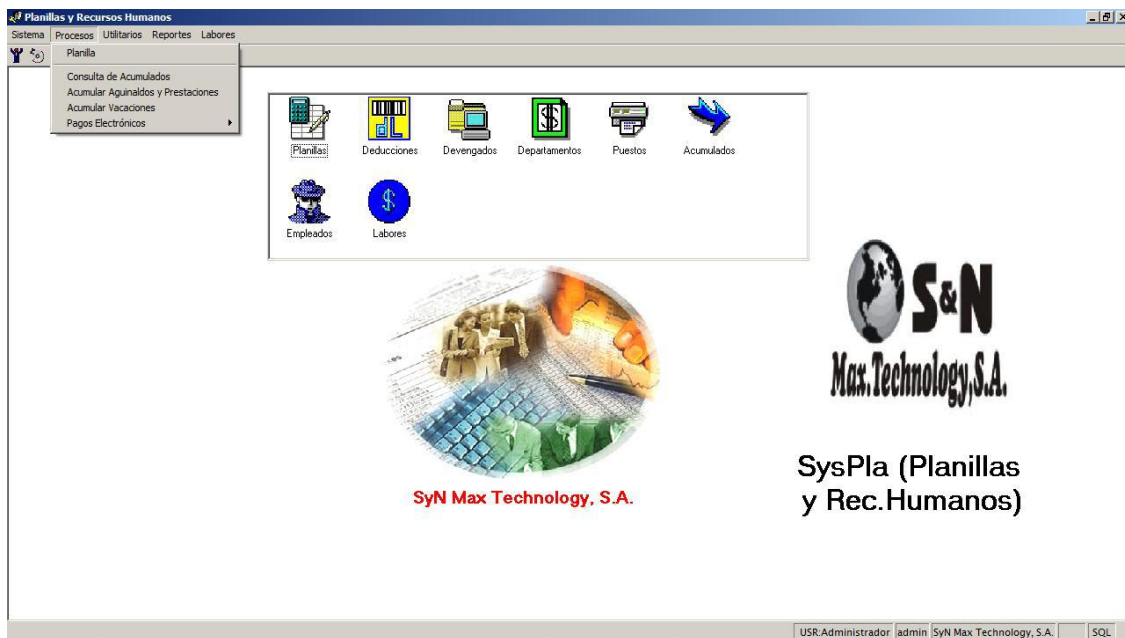 Planillas y Recursos Humanos
Sistema Procesos Utilitarios Reportes Labores
Planilla
Consulta de Acumulados
Acumular Aguinaldos y Prestaciones
Acumular Vacaciones
Pagos Electrónicos
Planillas Deducciones Devengados Departamentos Puestos Acumulados
Empleados Labores
S&N
Max.Technology,S.A.
SyN Max Technology, S.A.
SysPla (Planillas
y Rec.Humanos)
USR:Administrador admin SyN Max Technology, S.A. SQL